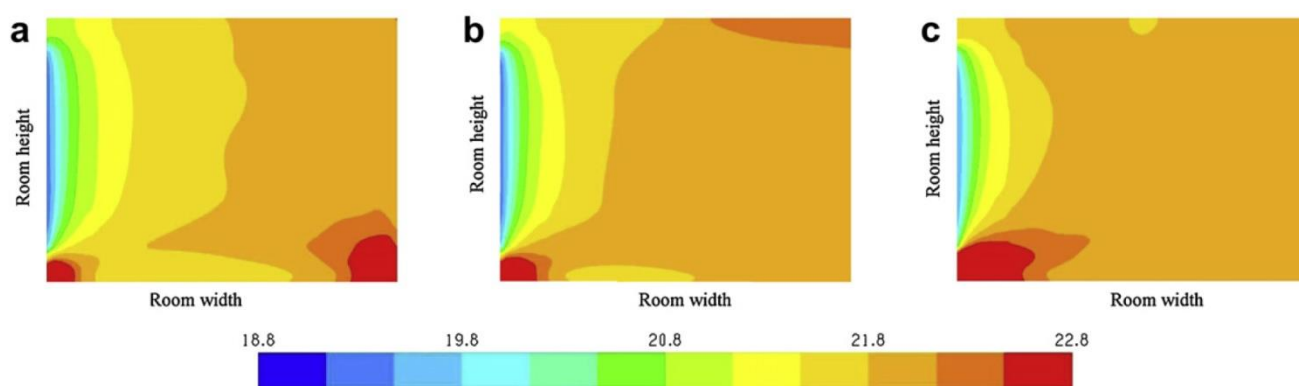 a
b
c
Room height
Room height
Room height
Room width
Room width
Room width
18.8 19.8 20.8 21.8 22.8